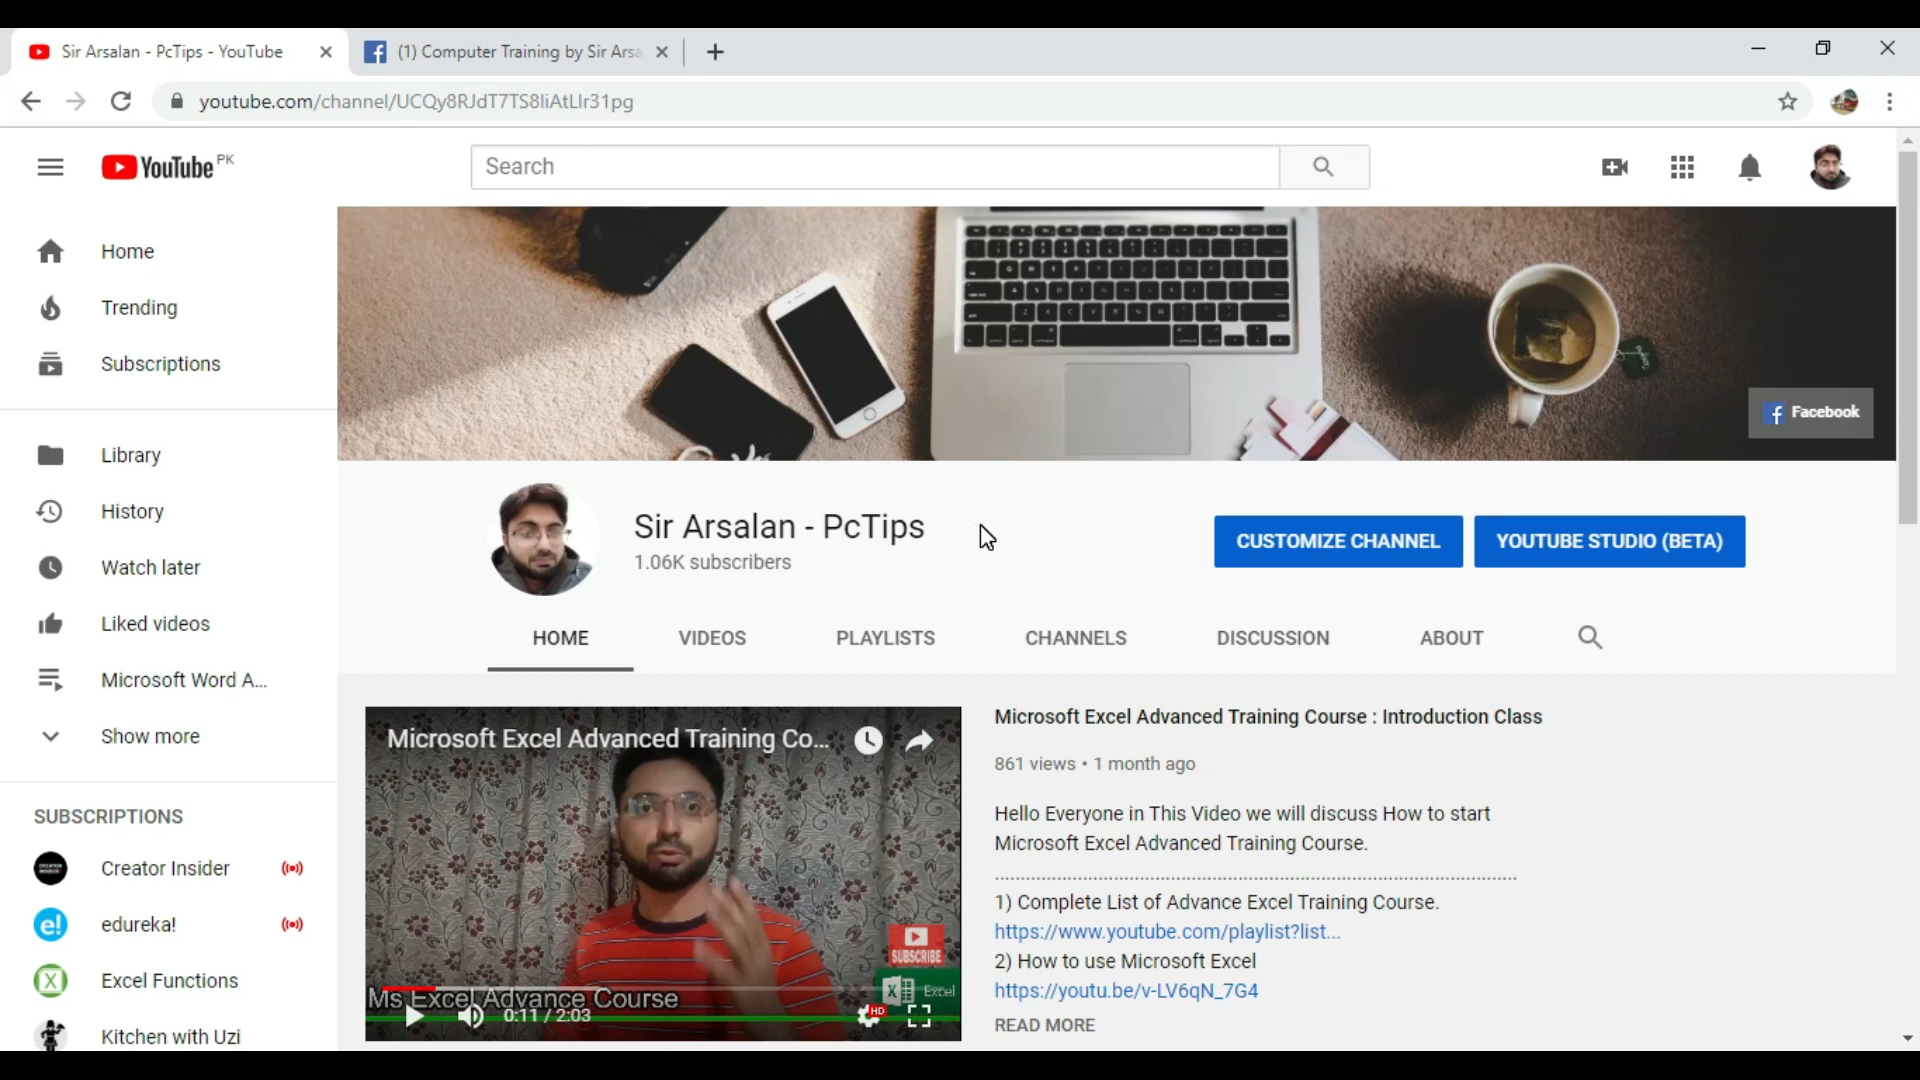 Sir Arsalan - PcTips - YouTube
(1) Computer Training by Sir Arsa
youtube.com/channel/UCQy8RJdT7TS8liAtLlr31pg
YouTube PK
Search
Home
Trending
Subscriptions
Library
History
Watch later
Liked videos
Microsoft Word A...
Show more
SUBSCRIPTIONS
Creator Insider
edureka!
Excel Functions
Kitchen with Uzi
Facebook
Sir Arsalan - PcTips
1.06K subscribers
CUSTOMIZE CHANNEL
YOUTUBE STUDIO (BETA)
HOME
VIDEOS
PLAYLISTS
CHANNELS
DISCUSSION
ABOUT
Microsoft Excel Advanced Training Co...
SUBSCRIBE
Excel
Ms Excel Advance Course
0:11 / 2:03
HD
Microsoft Excel Advanced Training Course : Introduction Class
861 views • 1 month ago
Hello Everyone in This Video we will discuss How to start
Microsoft Excel Advanced Training Course.
1) Complete List of Advance Excel Training Course.
https://www.youtube.com/playlist?list...
2) How to use Microsoft Excel
https://youtu.be/v-LV6qN_7G4
READ MORE